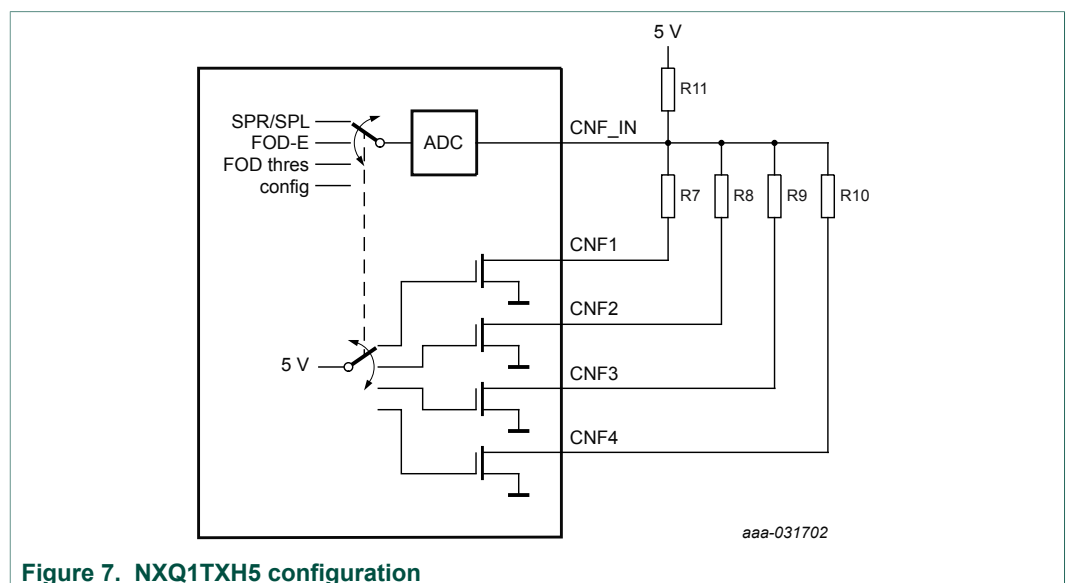 5 V
R11
SPR/SPL
FOD-E
FOD thres
config
ADC
CNF_IN
R7
R8
R9
R10
CNF1
CNF2
5 V
CNF3
CNF4
aaa-031702
Figure 7. NXQ1TXH5 configuration